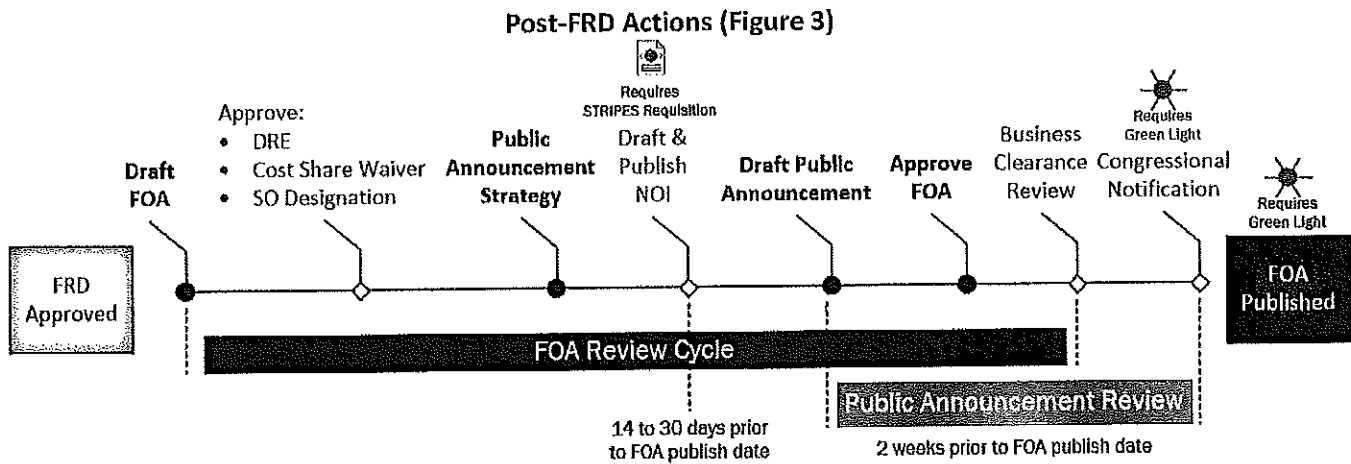 Post-FRD Actions (Figure 3)
Requires
STRIPES Requisition
Requires
Green Light
Requires
Green Light
Approve:
• DRE
• Cost Share Waiver
• SO Designation
Draft
FOA
Public
Announcement
Strategy
Draft &
Publish
NOI
Draft Public
Announcement
Approve
FOA
Business
Clearance
Review
Congressional
Notification
FRD
Approved
FOA
Published
FOA Review Cycle
Public Announcement Review
14 to 30 days prior
to FOA publish date
2 weeks prior to FOA publish date